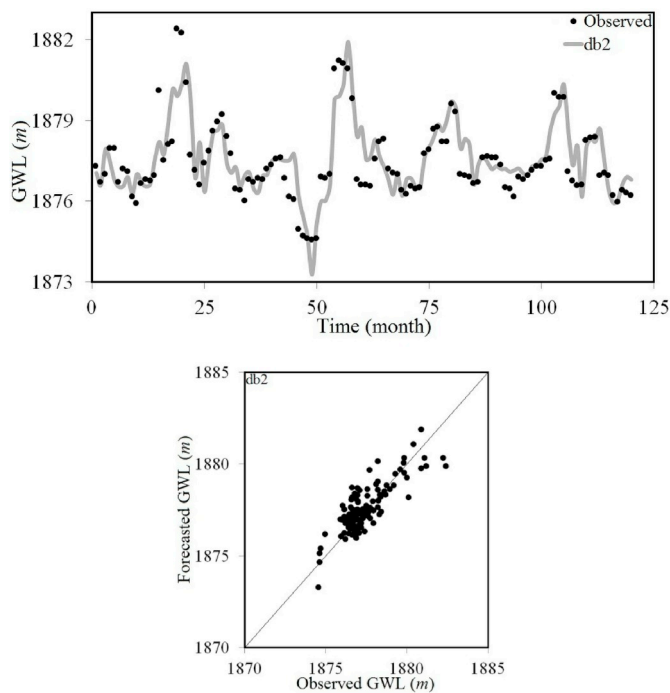 1882
1879
1876
1873
GWL (m)
Observed
db2
0
25
50
75
100
125
Time (month)
db2
1885
1880
1875
1870
Forecasted GWL (m)
1870
1875
1880
1885
Observed GWL (m)